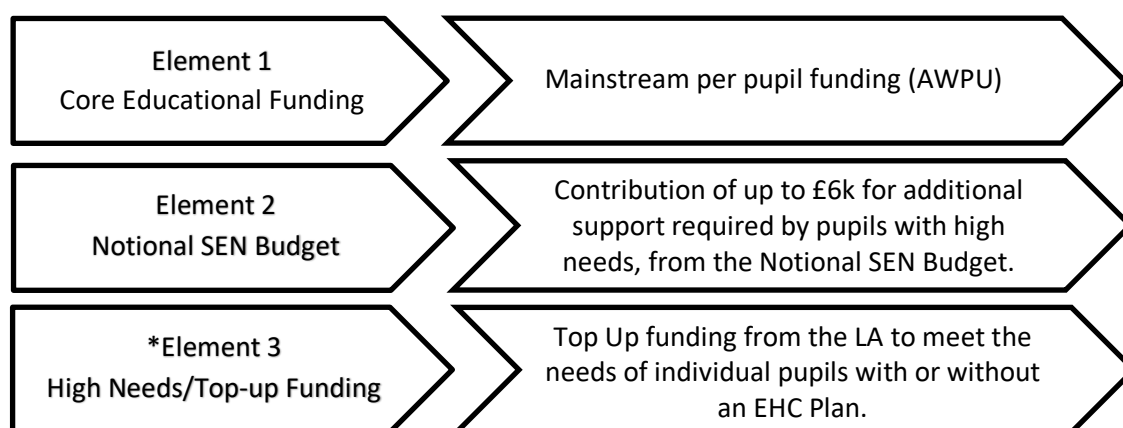 Element 1
Core Educational Funding
Mainstream per pupil funding (AWPU)
Element 2
Notional SEN Budget
Contribution of up to £6k for additional
support required by pupils with high
needs, from the Notional SEN Budget.
*Element 3
High Needs/Top-up Funding
Top Up funding from the LA to meet the
needs of individual pupils with or without
an EHC Plan.